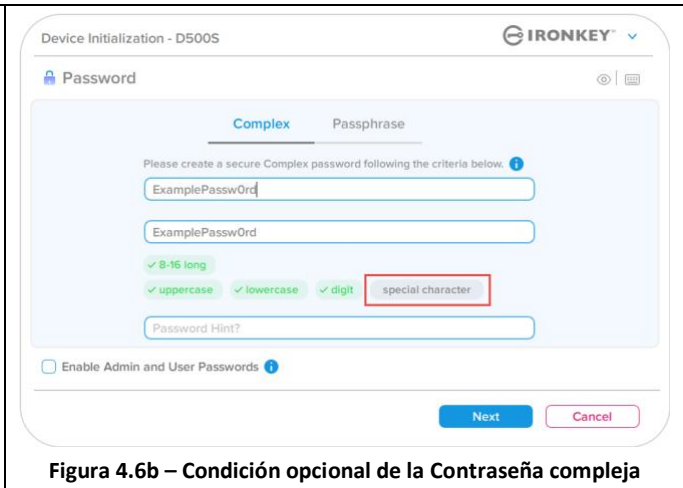 Device Initialization - D500S
IRONKEY™
Password
Complex Passphrase
Please create a secure Complex password following the criteria below.
ExamplePassw0rd
ExamplePassw0rd
✓ 8-16 long
✓ uppercase ✓ lowercase ✓ digit special character
Password Hint?
Enable Admin and User Passwords
Next Cancel
Figura 4.6b – Condición opcional de la Contraseña compleja